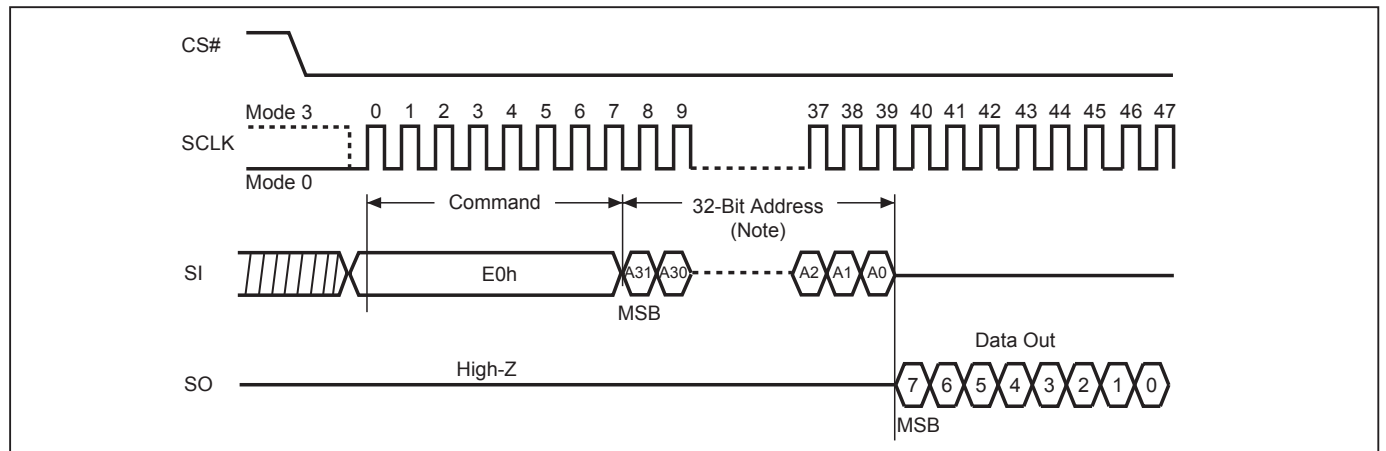 CS#
Mode 3 0 1 2 3 4 5 6 7 8 9 37 38 39 40 41 42 43 44 45 46 47
SCLK
Mode 0
Command 32-Bit Address
(Note)
SI E0h A31 A30 A2 A1 A0
MSB
Data Out
High-Z
SO 7 6 5 4 3 2 1 0
MSB